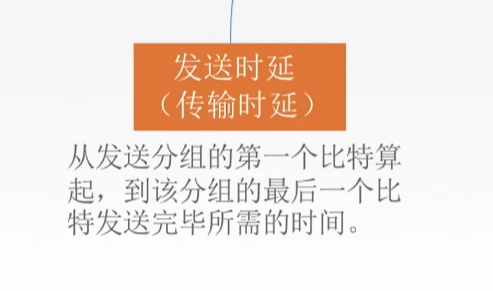 发送时延
（传输时延）
从发送分组的第一个比特算
起，到该分组的最后一个比
特发送完毕所需的时间。